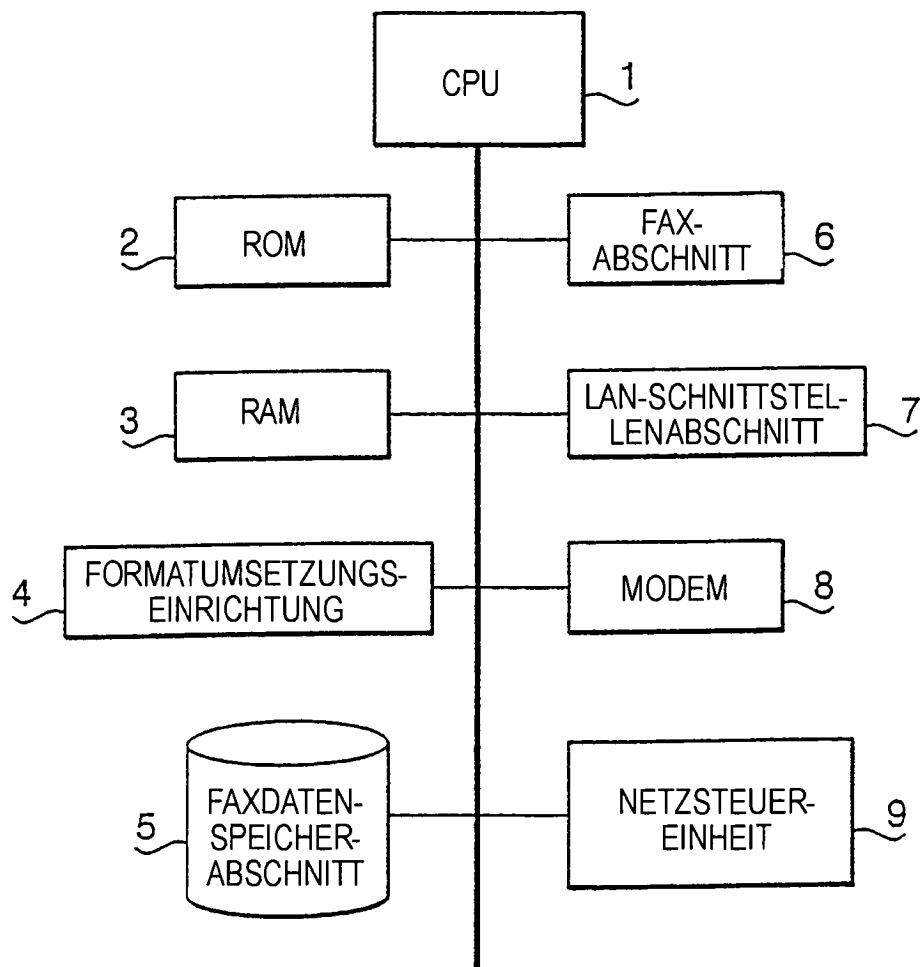 CPU
1
2
ROM
FAX-
ABSCHNITT
6
3
RAM
LAN-SCHNITTSTEL-
LENABSCHNITT
7
4
FORMATUMSETZUNGS-
EINRICHTUNG
MODEM
8
5
FAXDATEN-
SPEICHER-
ABSCHNITT
NETZSTEUER-
EINHEIT
9